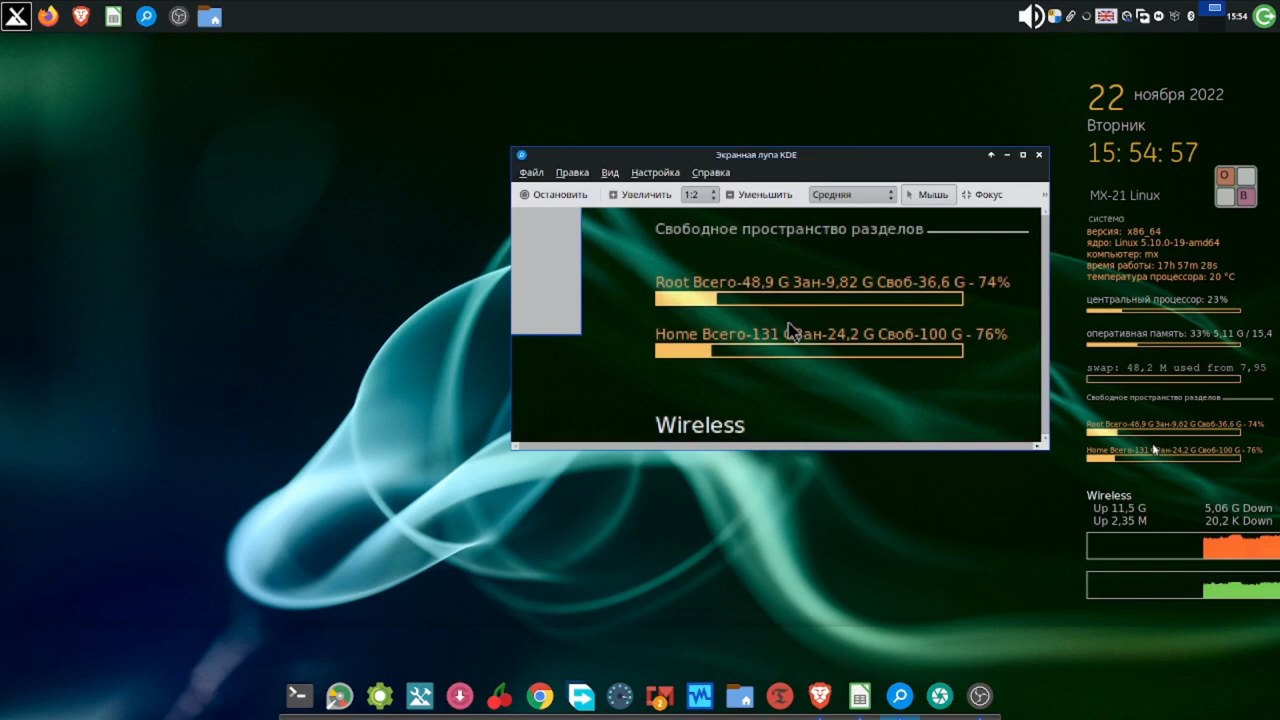 15:54
22 ноября 2022
Вторник
15: 54: 57
MX-21 Linux
O
B
система
версия: x86_64
ядро: Linux 5.10.0-19-amd64
компьютер: mx
время работы: 17h 57m 28s
температура процессора: 20 °C
центральный процессор: 23%
оперативная память: 33% 5,11 G / 15,4
swap: 48,2 M used from 7,95
Свободное пространство разделов
Root Всего-48,9 G Зан-9,82 G Своб-36,6 G - 74%
Home Всего-131 G Зан-24,2 G Своб-100 G - 76%
Wireless
Up 11,5 G 5,06 G Down
Up 2,35 M 20,2 K Down
Экранная лупа KDE
Файл Правка Вид Настройка Справка
Остановить Увеличить 1:2 Уменьшить Средняя Мышь Фокус
Свободное пространство разделов
Root Всего-48,9 G Зан-9,82 G Своб-36,6 G - 74%
Home Всего-131 G Зан-24,2 G Своб-100 G - 76%
Wireless
2